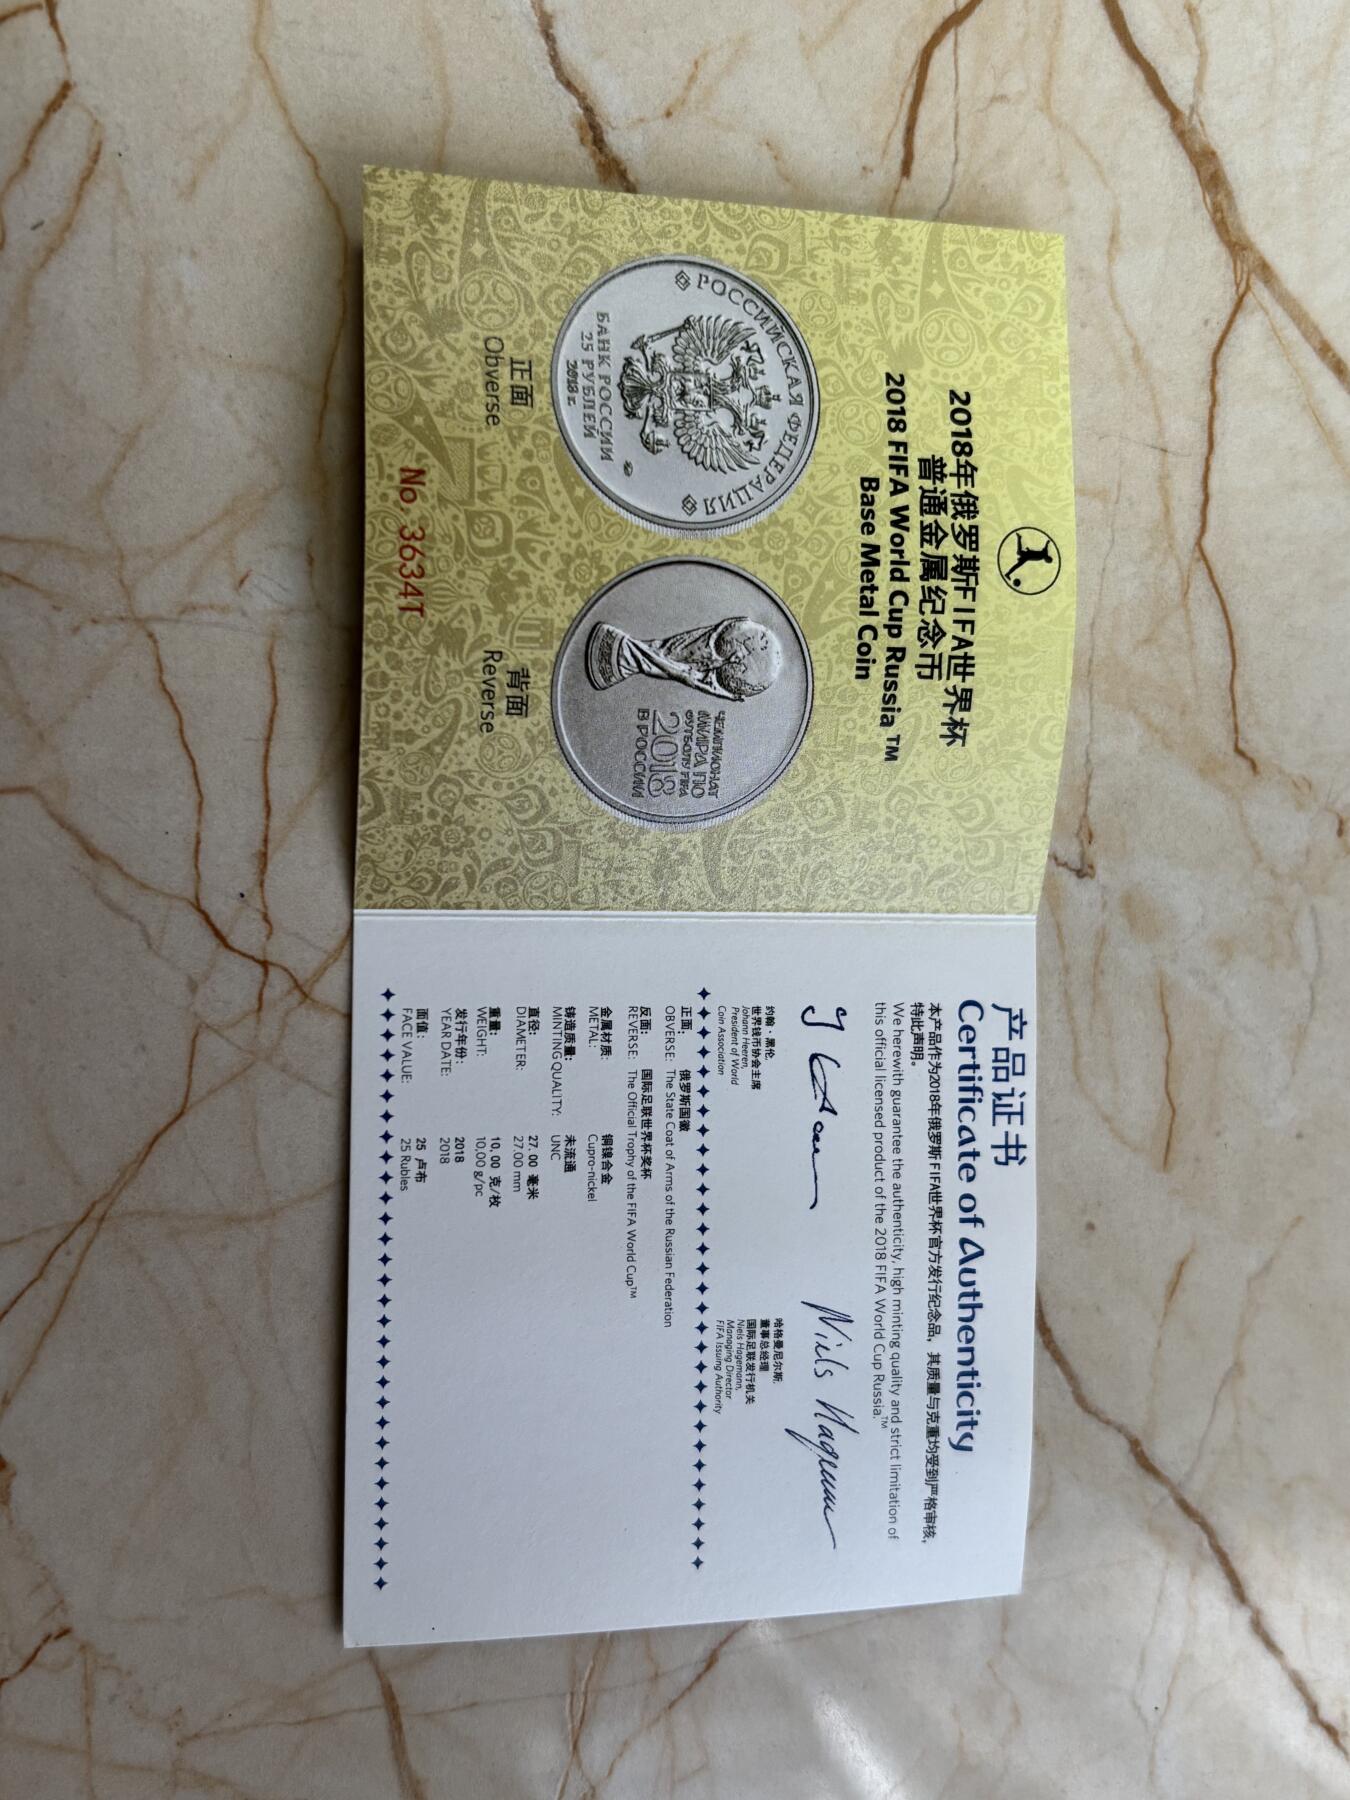 2018年俄罗斯FIFA世界杯
普通金属纪念币
2018 FIFA World Cup Russia™
Base Metal Coin
РОССИЙСКАЯ ФЕДЕРАЦИЯ
БАНК РОССИИ
25 РУБЛЕЙ
2018 г.
ЧЕМПИОНАТ
МИРА ПО
ФУТБОЛУ FIFA
2018
В РОССИИ
正面
Obverse
背面
Reverse
No. 3634T
产品证书
Certificate of Authenticity
本产品作为2018年俄罗斯FIFA世界杯官方发行纪念品，其质量与克重均受到严格审核，
特此声明。
We herewith guarantee the authenticity, high minting quality and strict limitation of
this official licensed product of the 2018 FIFA World Cup Russia.™
Niels Hagemann
约翰·黑伦
世界钱币协会主席
Johann Heeren,
President of World
Coin Association
哈格曼尼尔斯,
董事总经理
国际足联发行机关
Niels Hagemann,
Managing Director
FIFA Issuing Authority
正面: 俄罗斯国徽
OBVERSE: The State Coat of Arms of the Russian Federation
反面: 国际足联世界杯奖杯
REVERSE: The Official Trophy of the FIFA World Cup™
金属材质: 铜镍合金
METAL: Cupro-nickel
铸造质量: 未流通
MINTING QUALITY: UNC
直径: 27.00 毫米
DIAMETER: 27.00 mm
重量: 10.00 克/枚
WEIGHT: 10.00 g/pc
发行年份: 2018
YEAR DATE: 2018
面值: 25 卢布
FACE VALUE: 25 Rubles